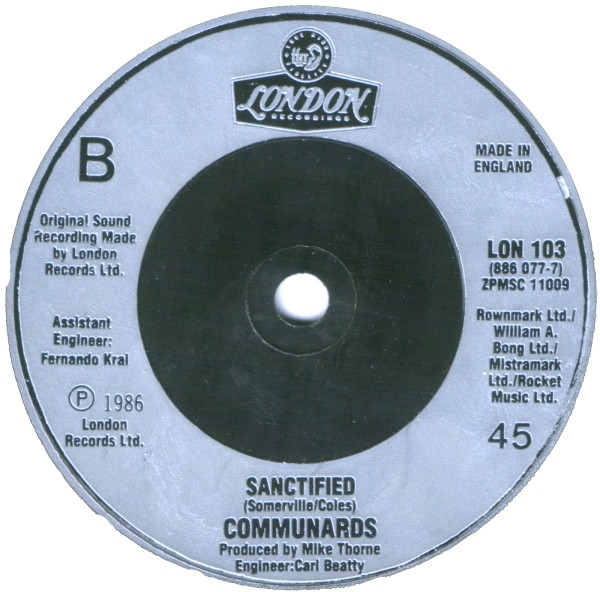 LONDON
RECORDINGS
B
MADE IN
ENGLAND
Original Sound
Recording Made
by London
Records Ltd.
LON 103
(886 077-7)
ZPMSC 11009
Assistant
Engineer:
Fernando Kral
Rownmark Ltd./
William A.
Bong Ltd./
Mistramark
Ltd./Rocket
Music Ltd.
P 1986
London
Records Ltd.
45
SANCTIFIED
(Somerville/Coles)
COMMUNARDS
Produced by Mike Thorne
Engineer:Carl Beatty